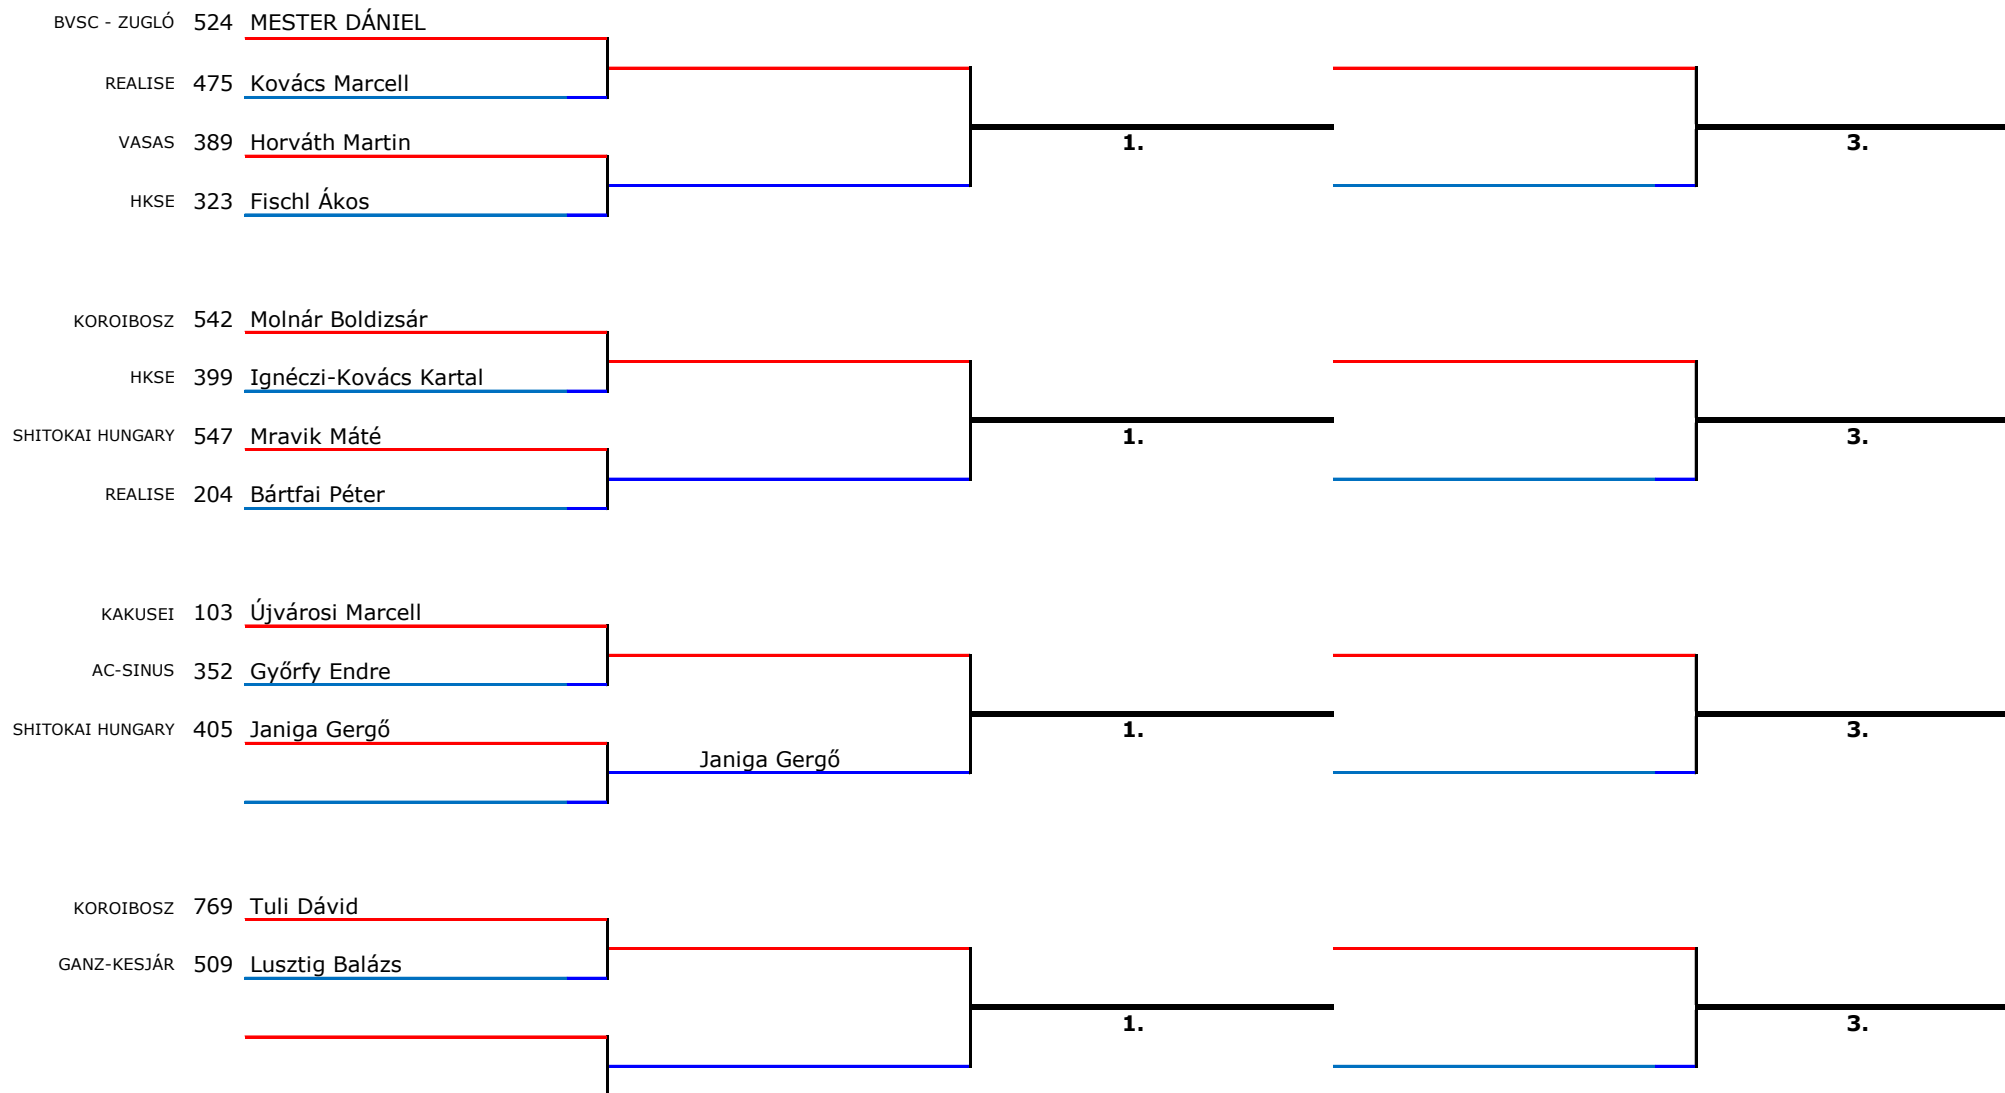 BVSC - ZUGLÓ 524 MESTER DÁNIEL
REALISE 475 Kovács Marcell
VASAS 389 Horváth Martin 1. 3.
HKSE 323 Fischl Ákos
KOROIBOSZ 542 Molnár Boldizsár
HKSE 399 Ignéczi-Kovács Kartal
SHITOKAI HUNGARY 547 Mravik Máté 1. 3.
REALISE 204 Bártfai Péter
KAKUSEI 103 Újvárosi Marcell
AC-SINUS 352 Győrfy Endre
SHITOKAI HUNGARY 405 Janiga Gergő 1. 3.
Janiga Gergő
KOROIBOSZ 769 Tuli Dávid
GANZ-KESJÁR 509 Lusztig Balázs
1. 3.